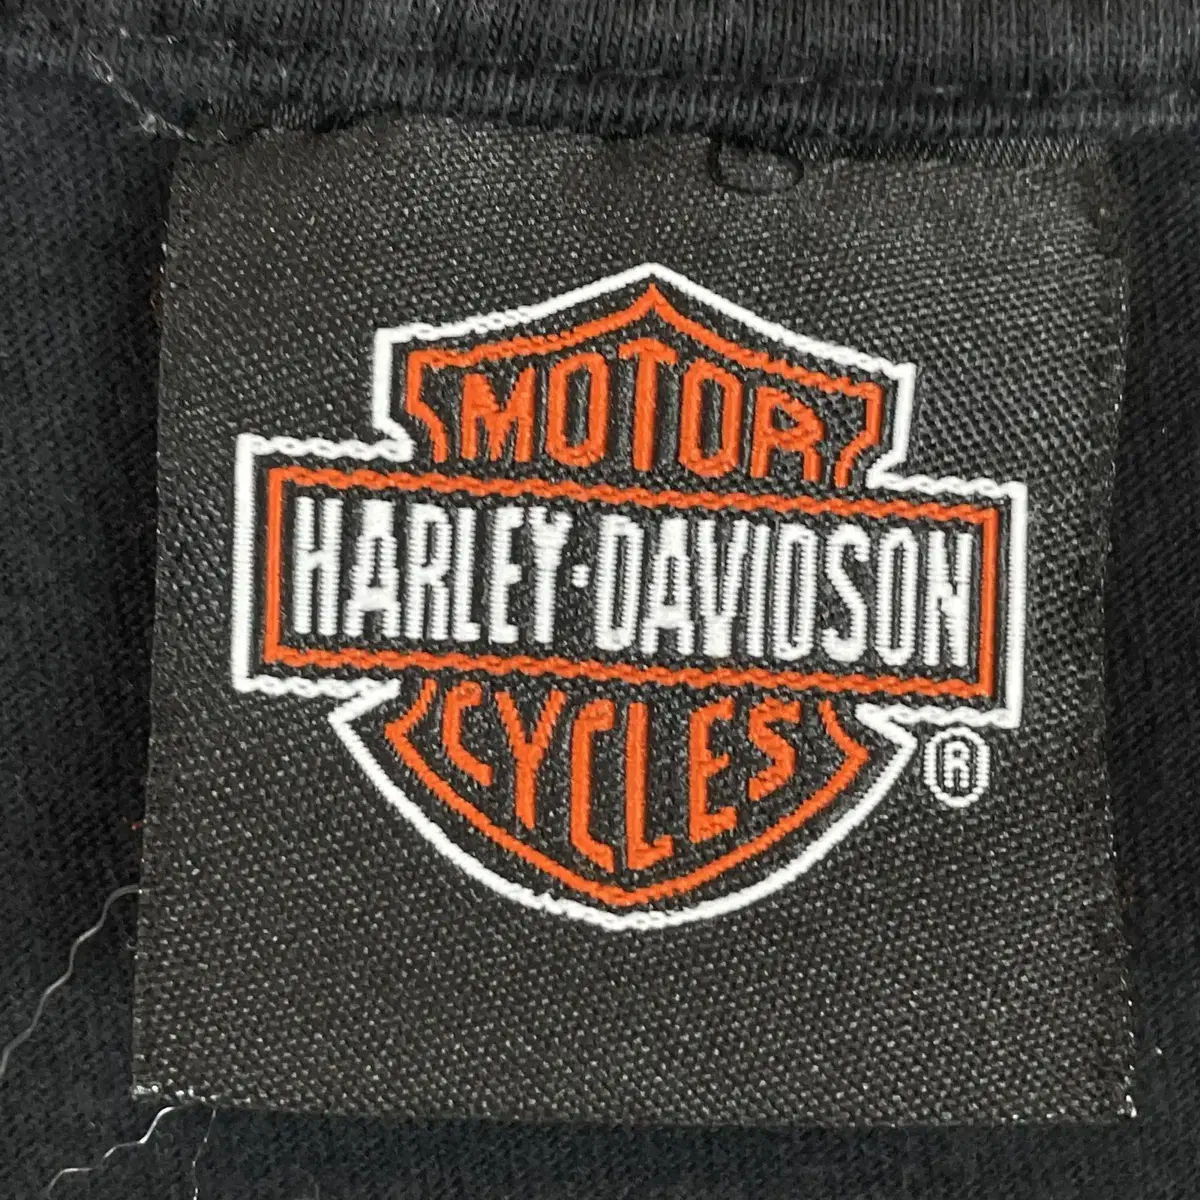 MOTOR
HARLEY-DAVIDSON
CYCLES
®